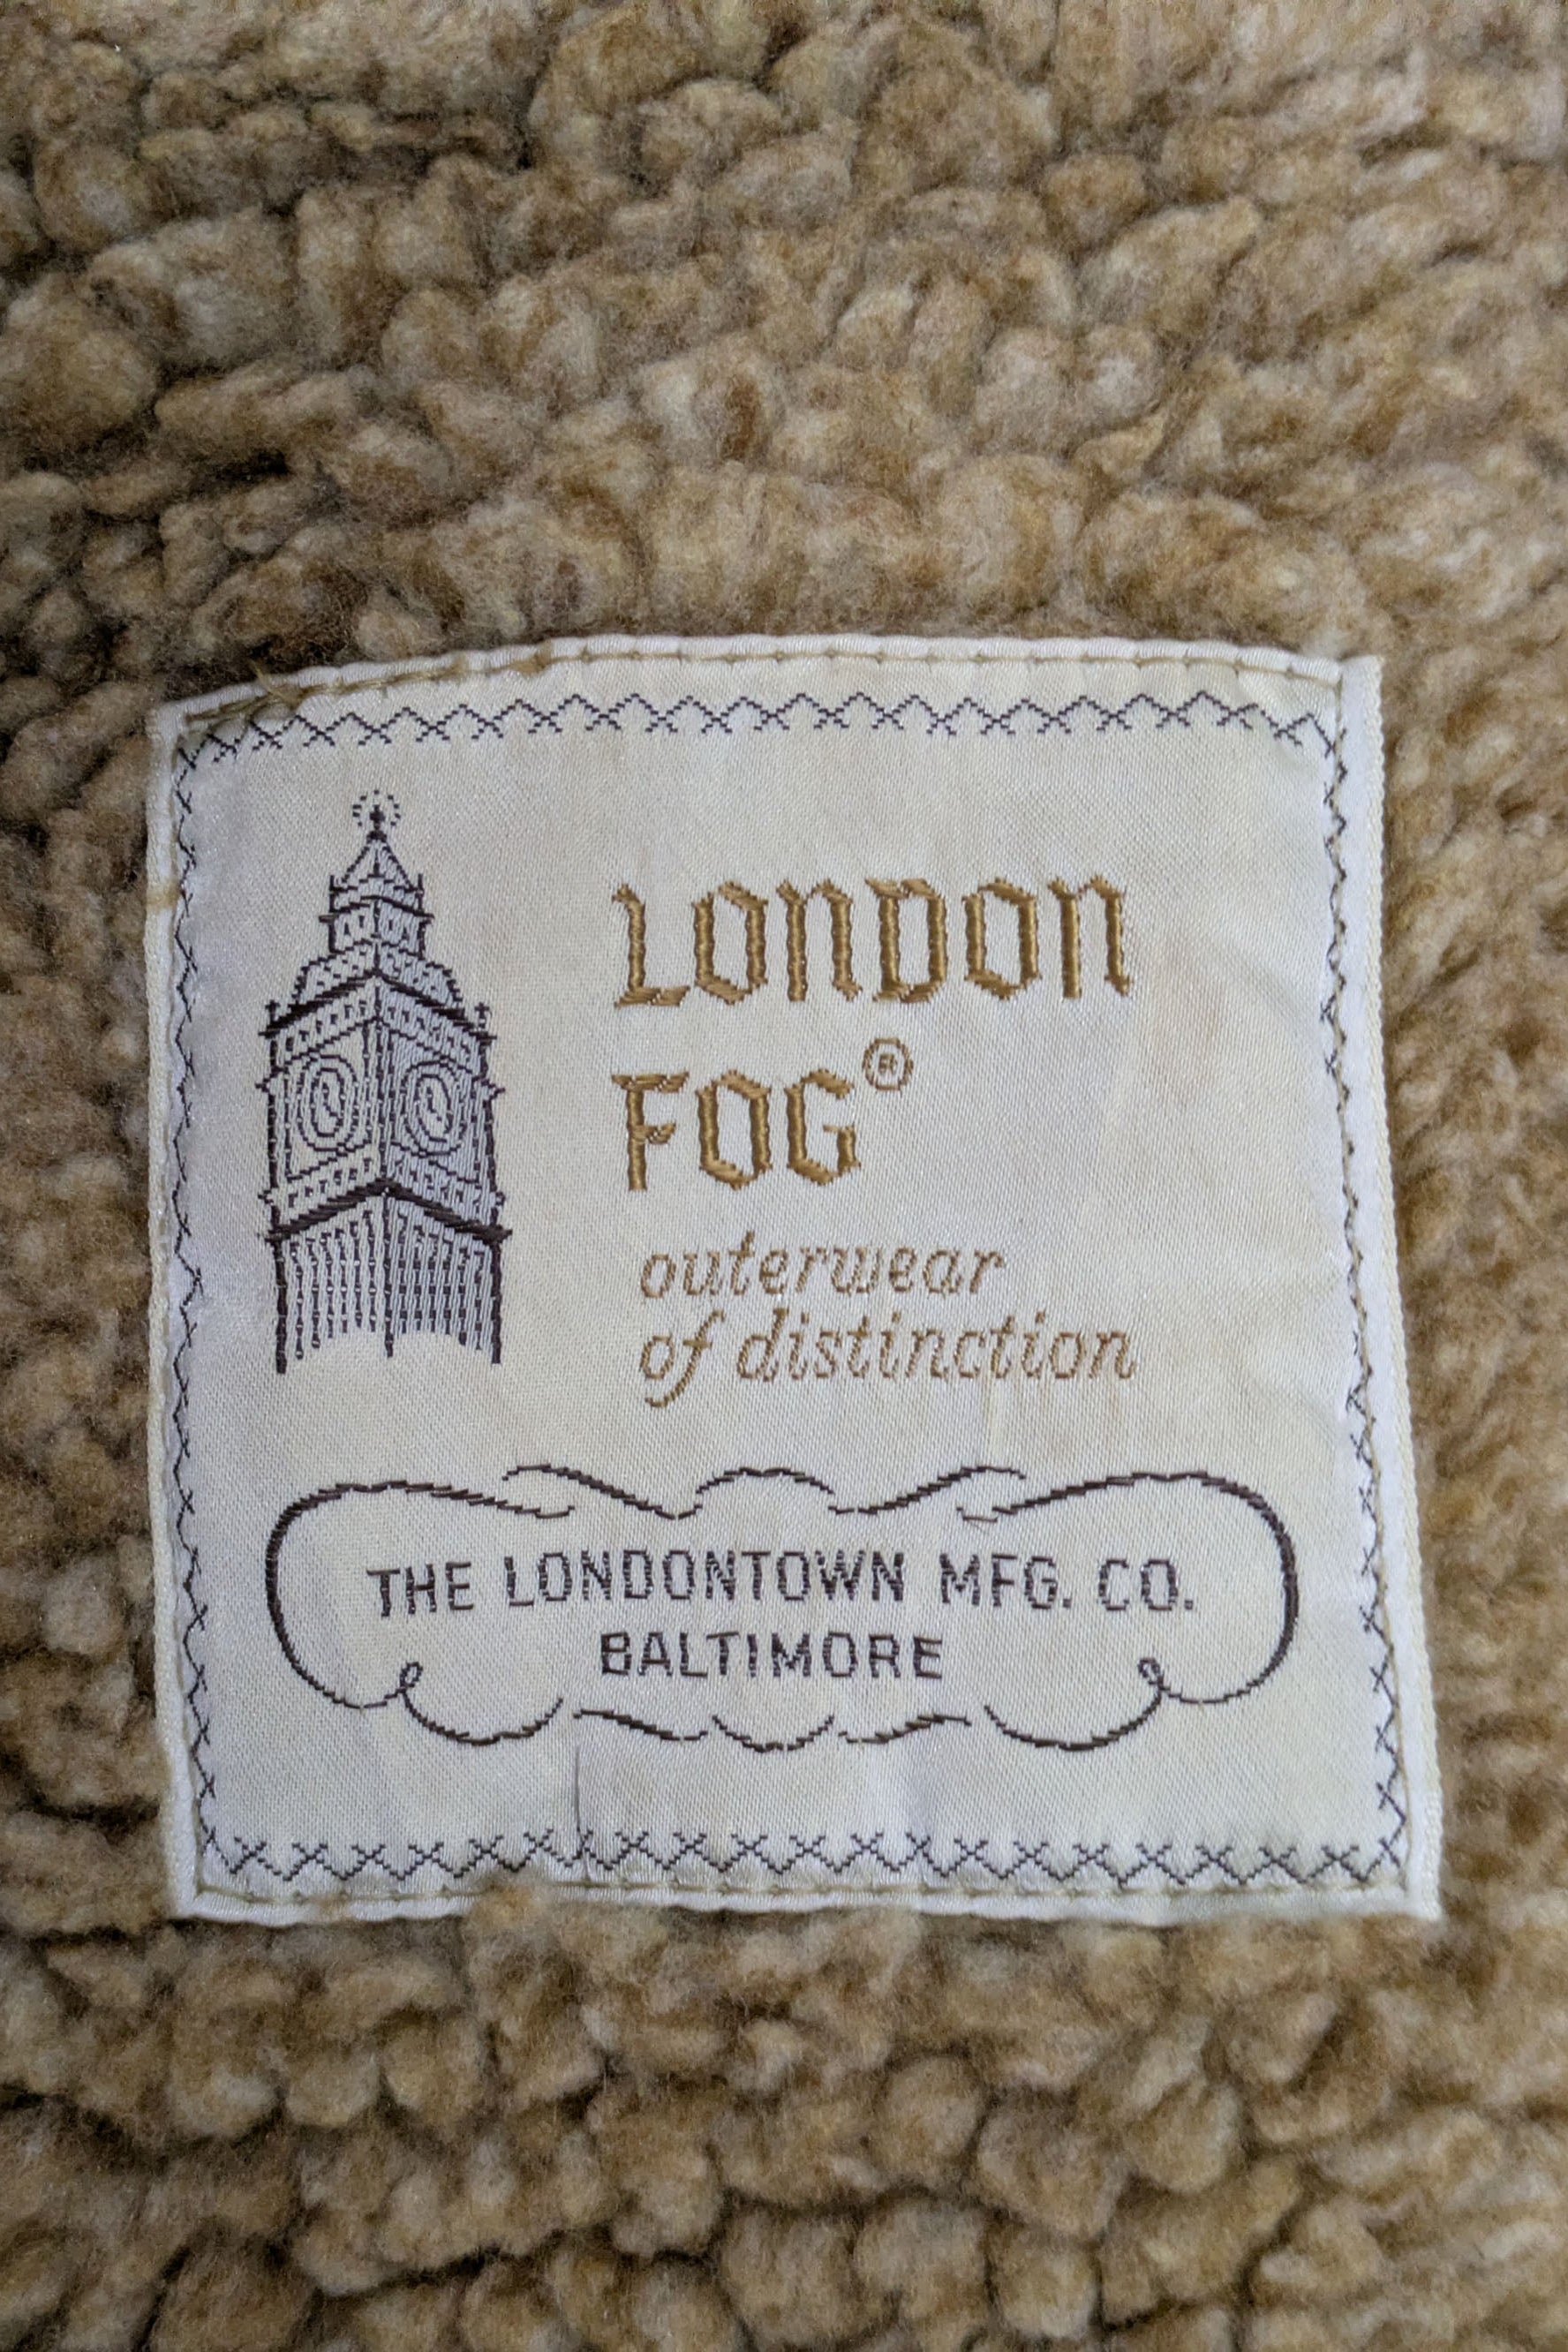 LONDON
FOG®
outerwear
of distinction
THE LONDONTOWN MFG. CO.
BALTIMORE